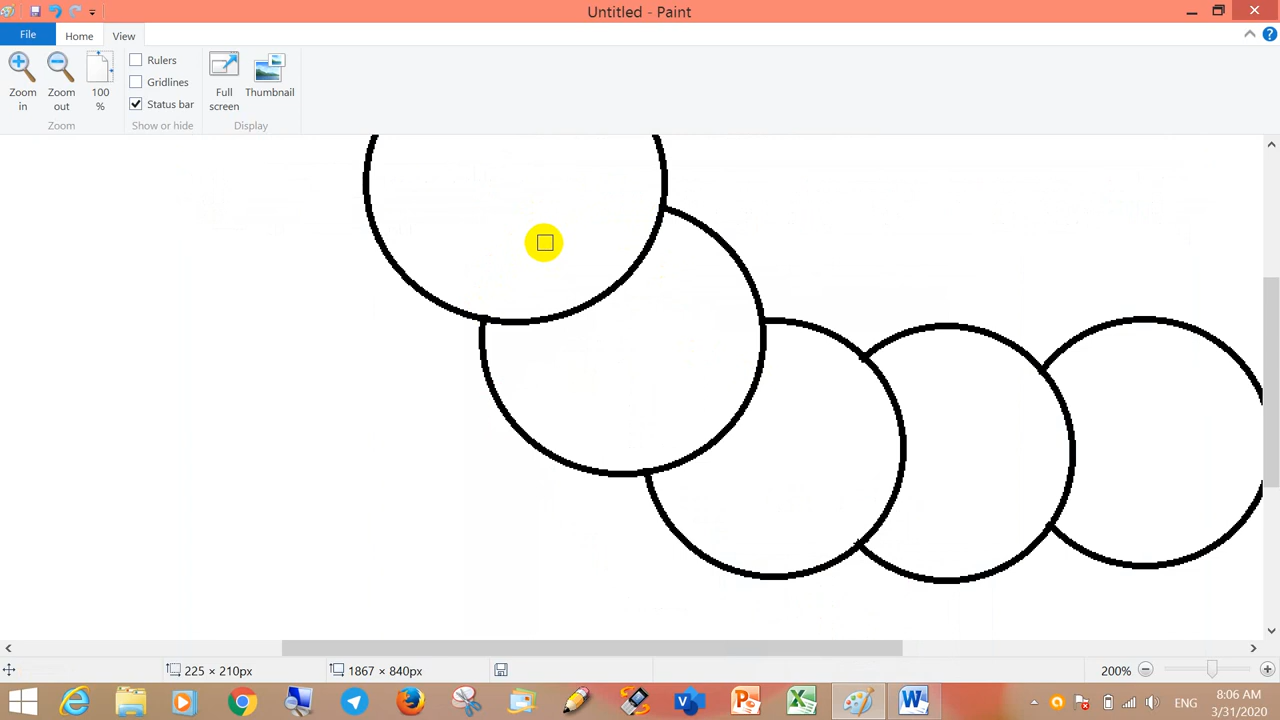 Untitled - Paint
File
Home
View
Zoom in
Zoom out
100 %
Rulers
Gridlines
Status bar
Full screen
Thumbnail
Zoom
Show or hide
Display
225 × 210px
1867 × 840px
200%
ENG
8:06 AM
3/31/2020